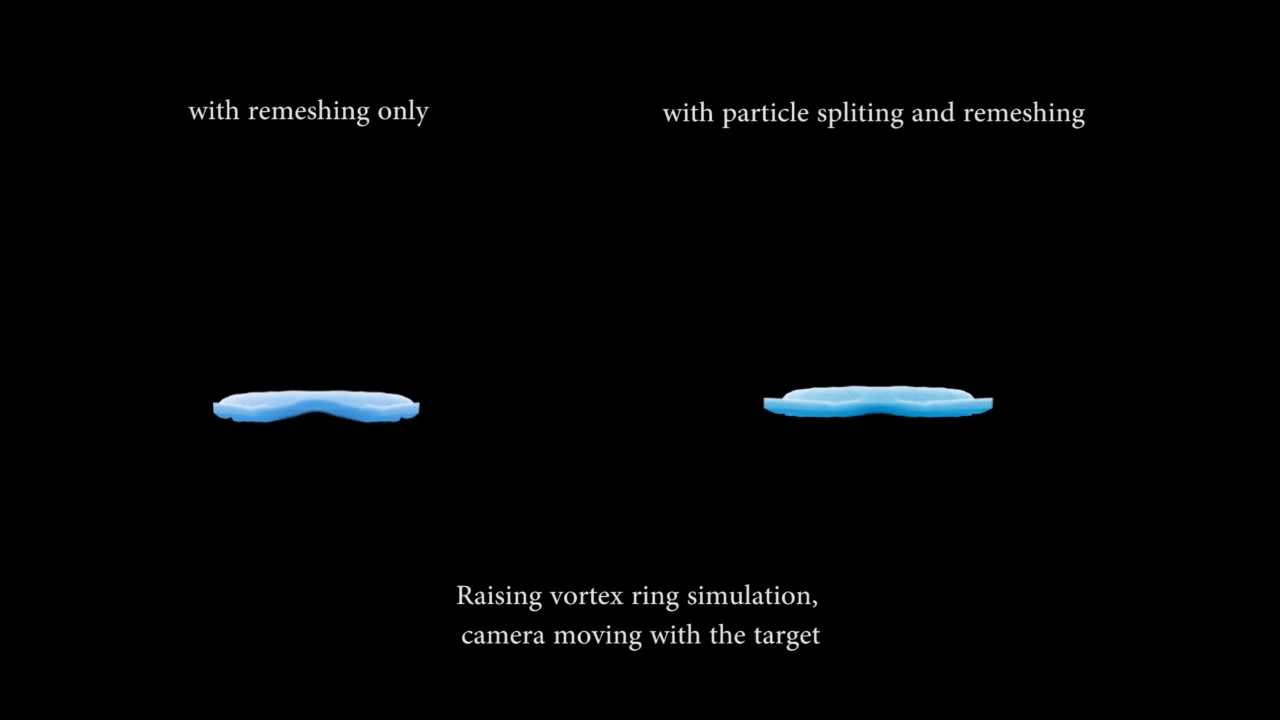 with remeshing only
with particle spliting and remeshing
Raising vortex ring simulation,
camera moving with the target